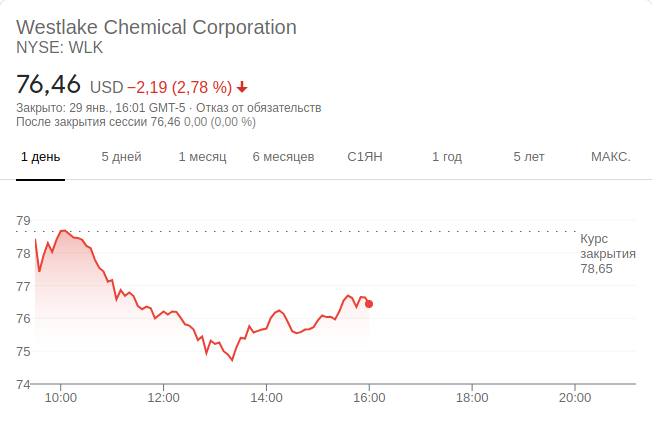 Westlake Chemical Corporation
NYSE: WLK
76,46 USD −2,19 (2,78 %)
Закрыто: 29 янв., 16:01 GMT-5 · Отказ от обязательств
После закрытия сессии 76,46 0,00 (0,00 %)
1 день 5 дней 1 месяц 6 месяцев С1ЯН 1 год 5 лет МАКС.
79
78
77
76
75
74
Курс
закрытия
78,65
10:00 12:00 14:00 16:00 18:00 20:00